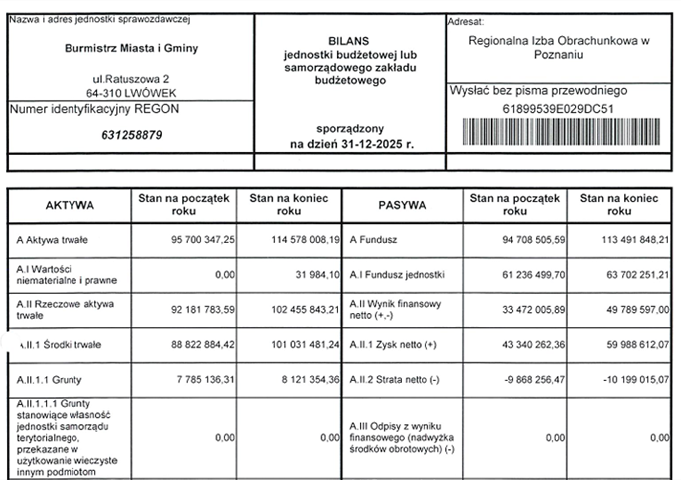 Nazwa i adres jednostki sprawozdawczej
Burmistrz Miasta i Gminy
ul.Ratuszowa 2
64-310 LWÓWEK
Numer identyfikacyjny REGON
631258879
BILANS
jednostki budżetowej lub
samorządowego zakładu
budżetowego
sporządzony
na dzień 31-12-2025 r.
Adresat:
Regionalna Izba Obrachunkowa w
Poznaniu
Wysłać bez pisma przewodniego
61899539E029DC51
AKTYWA Stan na początek roku Stan na koniec roku PASYWA Stan na początek roku Stan na koniec roku
A Aktywa trwałe 95 700 347,25 114 578 008,19 A Fundusz 94 708 505,59 113 491 848,21
A.I Wartości niematerialne i prawne 0,00 31 984,10 A.I Fundusz jednostki 61 236 499,70 63 702 251,21
A.II Rzeczowe aktywa trwałe 92 181 783,59 102 455 843,21 A.II Wynik finansowy netto (+,-) 33 472 005,89 49 789 597,00
A.II.1 Środki trwałe 88 822 884,42 101 031 481,24 A.II.1 Zysk netto (+) 43 340 262,36 59 988 612,07
A.II.1.1 Grunty 7 785 136,31 8 121 354,36 A.II.2 Strata netto (-) -9 868 256,47 -10 199 015,07
A.II.1.1.1 Grunty stanowiące własność jednostki samorządu terytorialnego, przekazane w użytkowanie wieczyste innym podmiotom 0,00 0,00 A.III Odpisy z wyniku finansowego (nadwyżka środków obrotowych) (-) 0,00 0,00